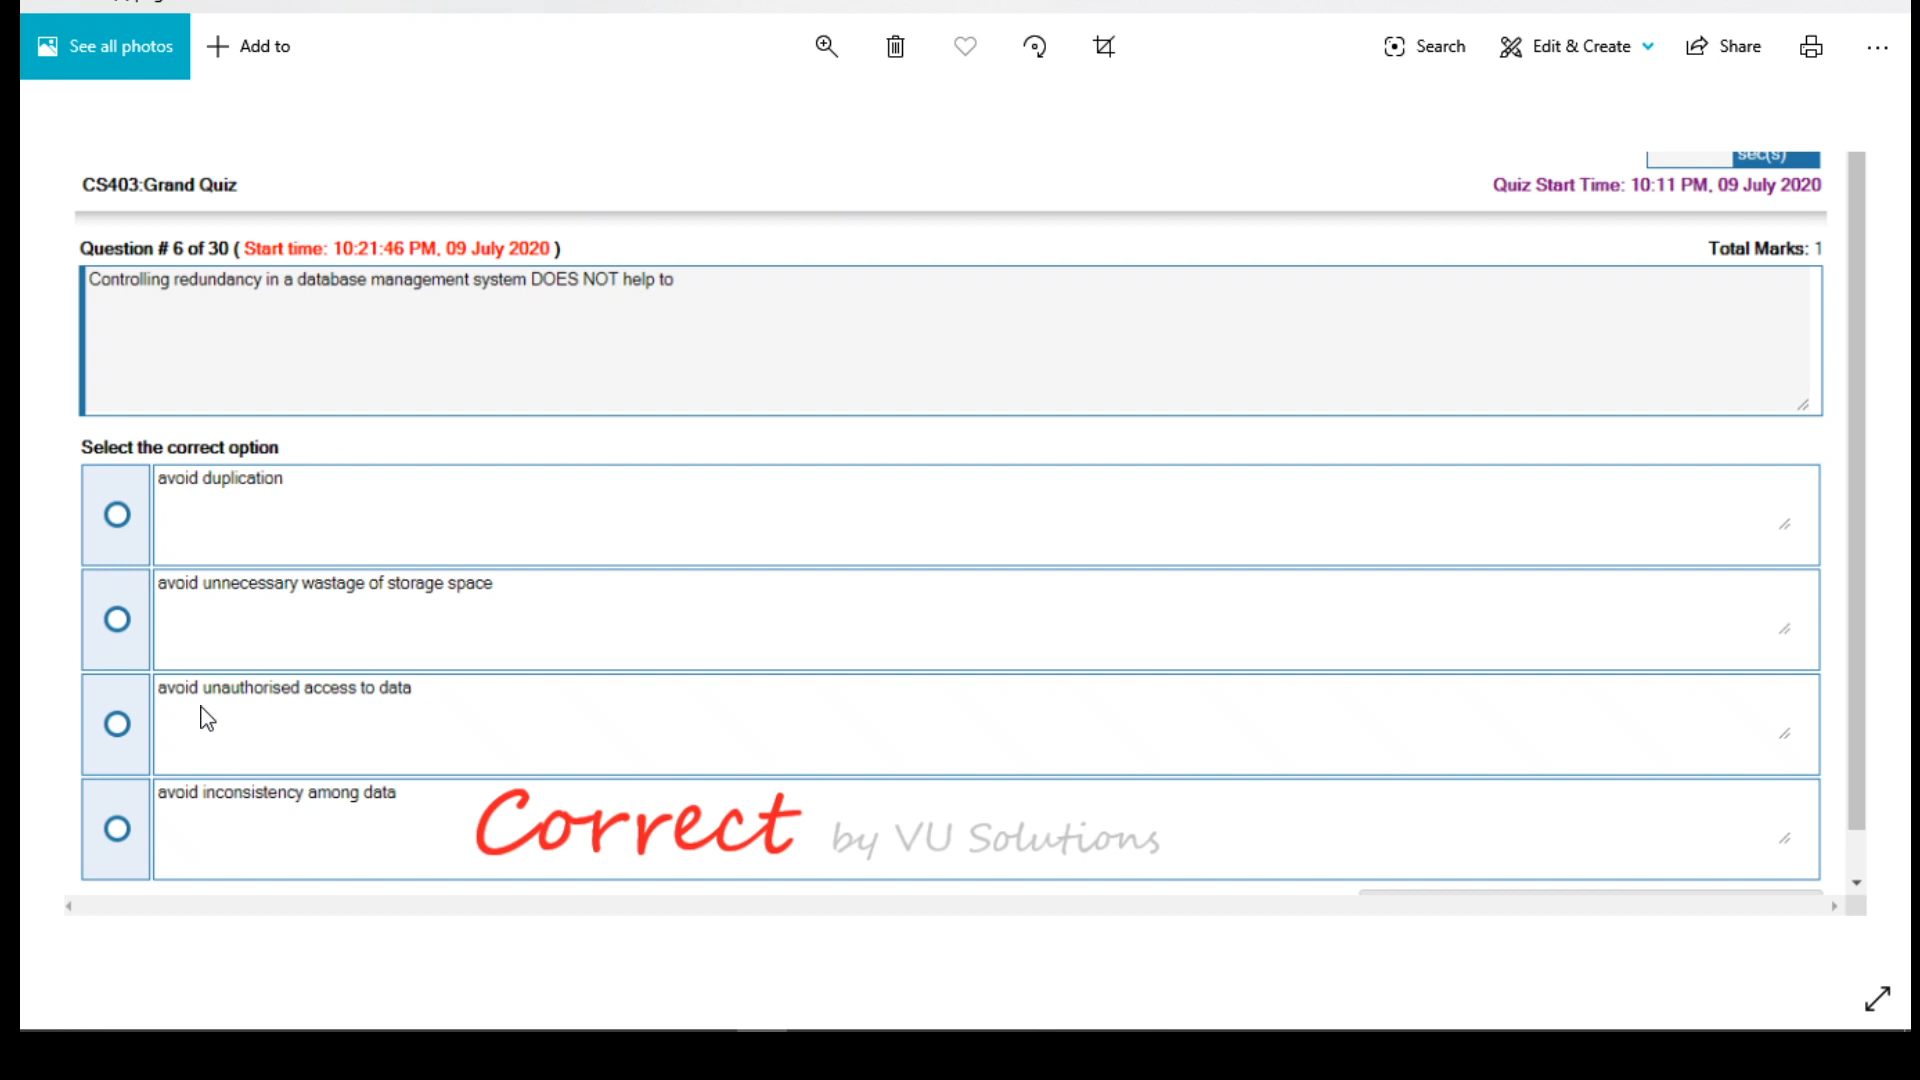 See all photos
Add to
Search
Edit & Create
Share
sec(s)
CS403:Grand Quiz
Quiz Start Time: 10:11 PM, 09 July 2020
Question # 6 of 30 ( Start time: 10:21:46 PM, 09 July 2020 )
Total Marks: 1
Controlling redundancy in a database management system DOES NOT help to
Select the correct option
avoid duplication
avoid unnecessary wastage of storage space
avoid unauthorised access to data
avoid inconsistency among data
Correct by VU Solutions